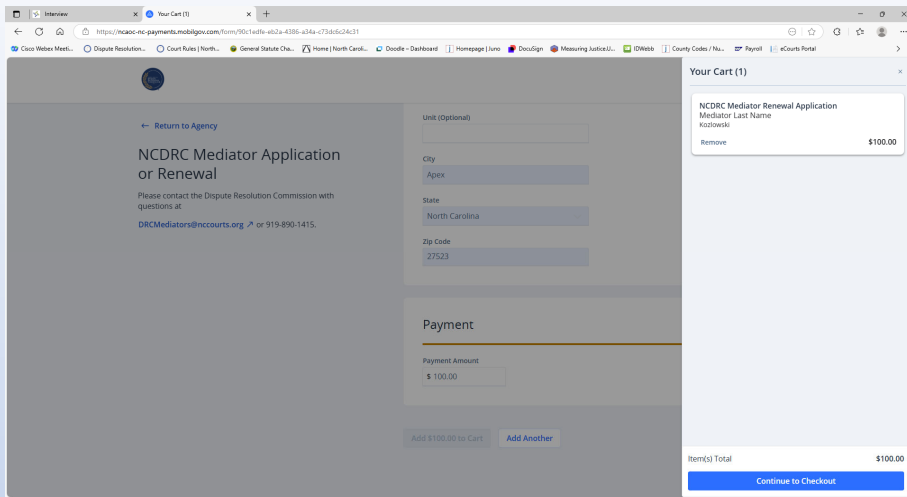 Interview
Your Cart (1)
https://ncaoc-nc-payments.mobilgov.com/form/90c1edfe-eb2a-4386-a34a-c73dc6c24c31
Cisco Webex Meeti...
Dispute Resolution...
Court Rules | North...
General Statute Cha...
Home | North Caroli...
Doodle – Dashboard
Homepage | Juno
DocuSign
Measuring Justice.U...
IDWebb
County Codes / Nu...
Payroll
eCourts Portal
← Return to Agency
NCDRC Mediator Application
or Renewal
Please contact the Dispute Resolution Commission with
questions at
DRCMediators@nccourts.org ↗ or 919-890-1415.
Unit (Optional)
City
Apex
State
North Carolina
Zip Code
27523
Payment
Payment Amount
$ 100.00
Add $100.00 to Cart
Add Another
Your Cart (1)
NCDRC Mediator Renewal Application
Mediator Last Name
Kozlowski
Remove
$100.00
Item(s) Total
$100.00
Continue to Checkout